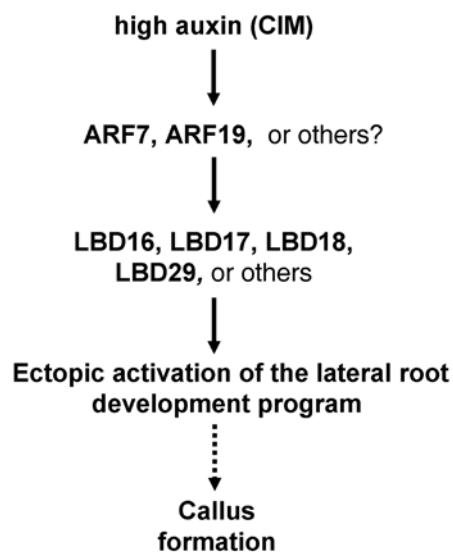 high auxin (CIM)
ARF7, ARF19, or others?
LBD16, LBD17, LBD18,
LBD29, or others
Ectopic activation of the lateral root
development program
Callus
formation